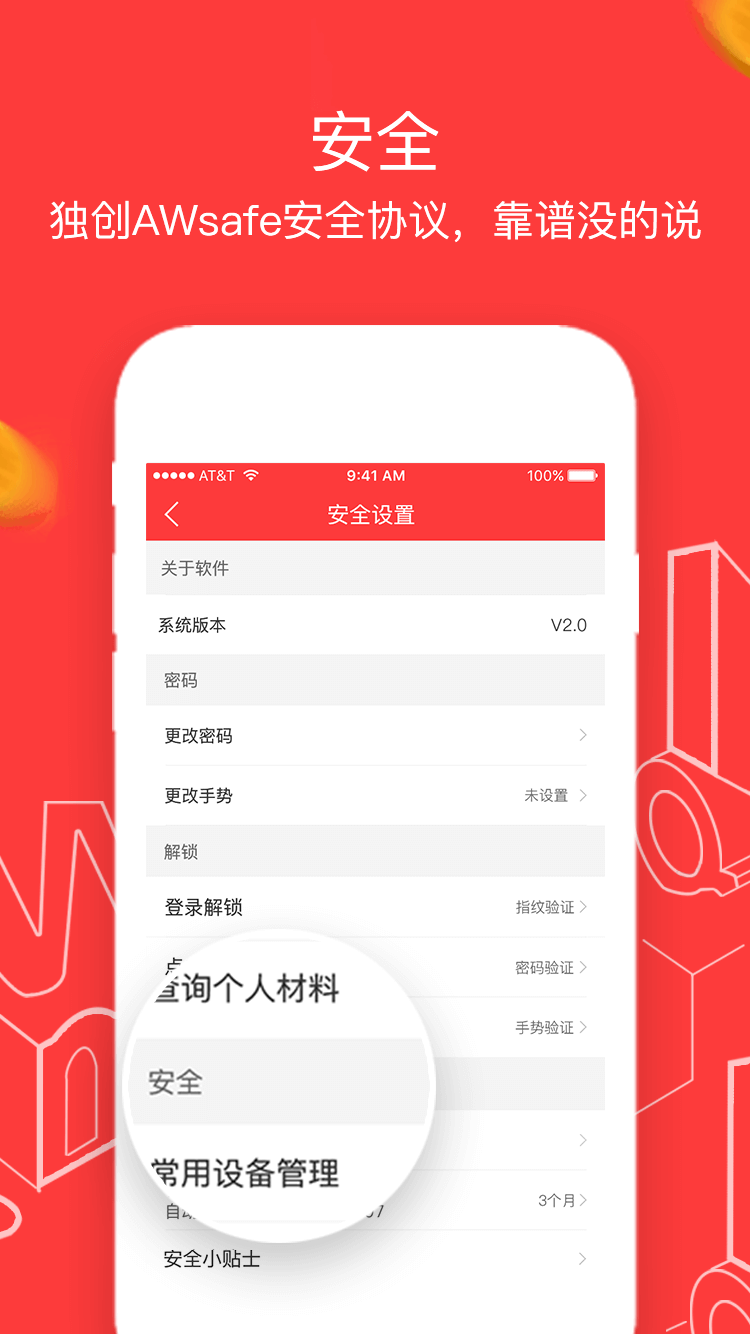 安全
独创AWsafe安全协议，靠谱没的说
AT&T 9:41 AM 100%
安全设置
关于软件
系统版本 V2.0
密码
更改密码
更改手势 未设置
解锁
登录解锁 指纹验证
密码验证
查询个人材料
手势验证
安全
常用设备管理
3个月
安全小贴士